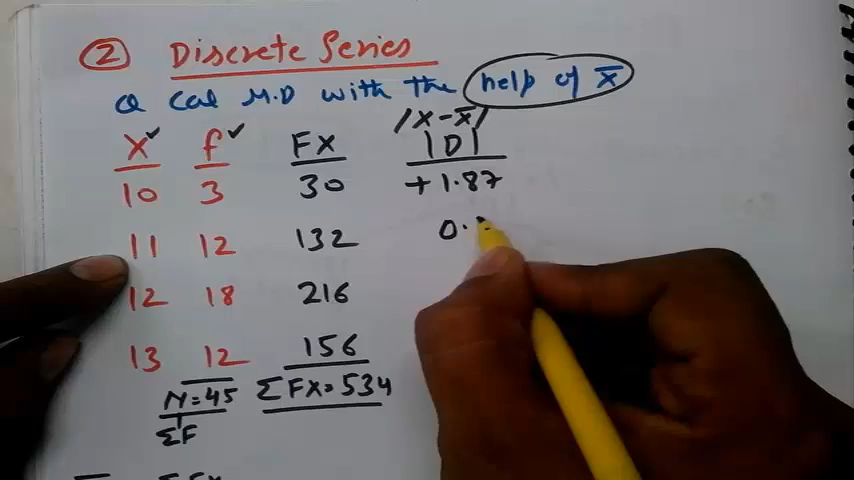 ② Discrete Series
Q Cal M.D with the help of x̄
/X-x̄/
X✓ f✓ FX |D|
10 3 30 +1.87
11 12 132 0.
12 18 216
13 12 156
N=45 ΣFX=534
ΣF